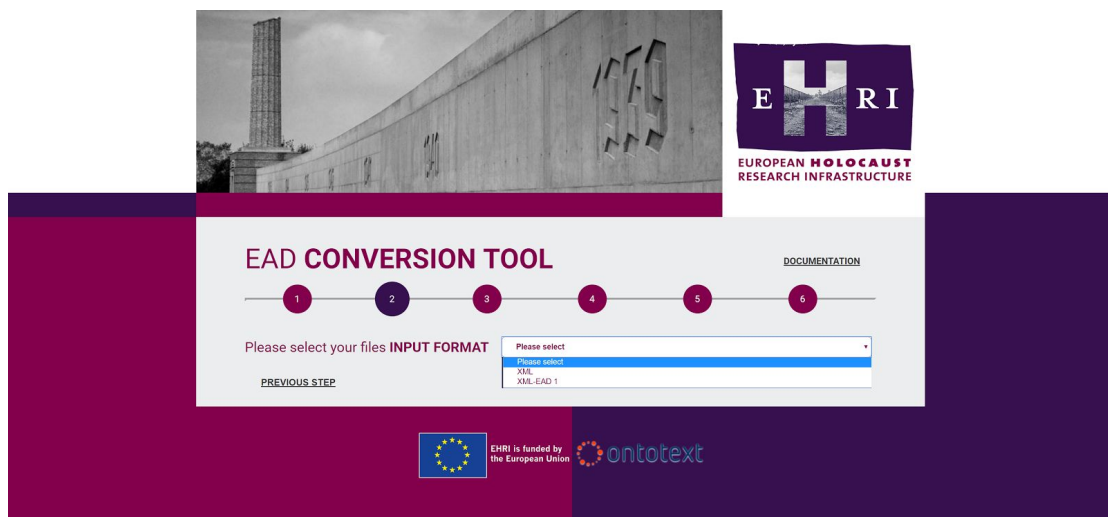 1939
E H RI
EUROPEAN HOLOCAUST
RESEARCH INFRASTRUCTURE
EAD CONVERSION TOOL
DOCUMENTATION
1 2 3 4 5 6
Please select your files INPUT FORMAT
Please select
Please select
XML
XML-EAD 1
PREVIOUS STEP
EHRI is funded by
the European Union
ontotext